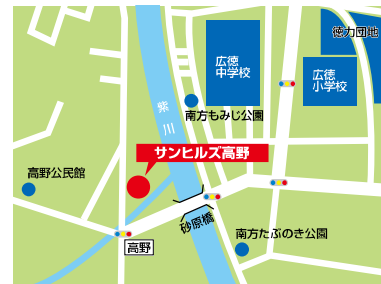 徳力団地
広徳
中学校
広徳
小学校
紫
川
南方もみじ公園
サンヒルズ高野
高野公民館
砂原橋
高野
南方たぶのき公園